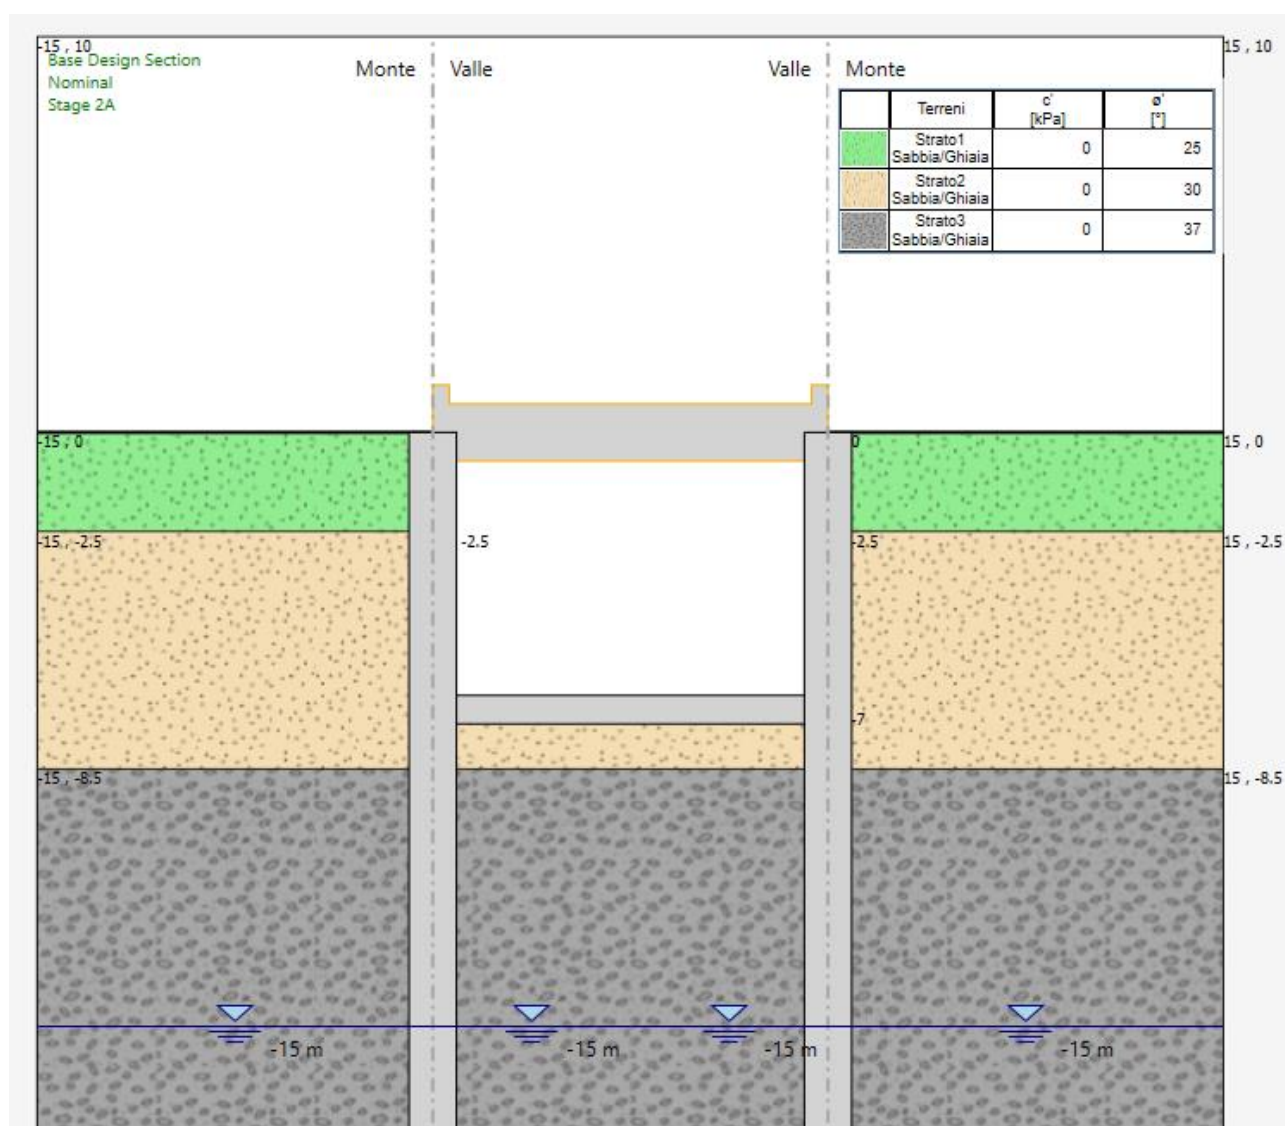 -15 , 10
15 , 10
Base Design Section
Nominal
Stage 2A
Monte
Valle
Valle
Monte
Terreni
c'
[kPa]
ø'
[°]
Strato1
Sabbia/Ghiaia
0
25
Strato2
Sabbia/Ghiaia
0
30
Strato3
Sabbia/Ghiaia
0
37
-15 , 0
0
15 , 0
-15 , -2.5
-2.5
-2.5
15 , -2.5
-7
-15 , -8.5
15 , -8.5
-15 m
-15 m
-15 m
-15 m